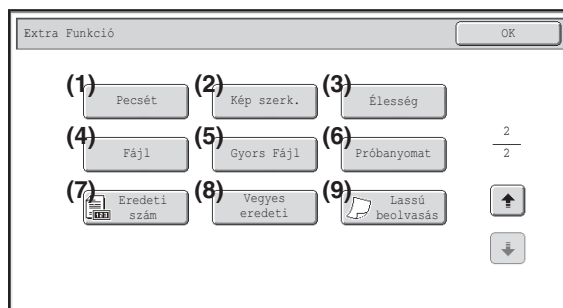 Extra Funkció
OK
(1) Pecsét
(2) Kép szerk.
(3) Élesség
(4) Fájl
(5) Gyors Fájl
(6) Próbanyomat
2
2
(7) Eredeti
szám
123
(8) Vegyes
eredeti
(9) Lassú
beolvasás